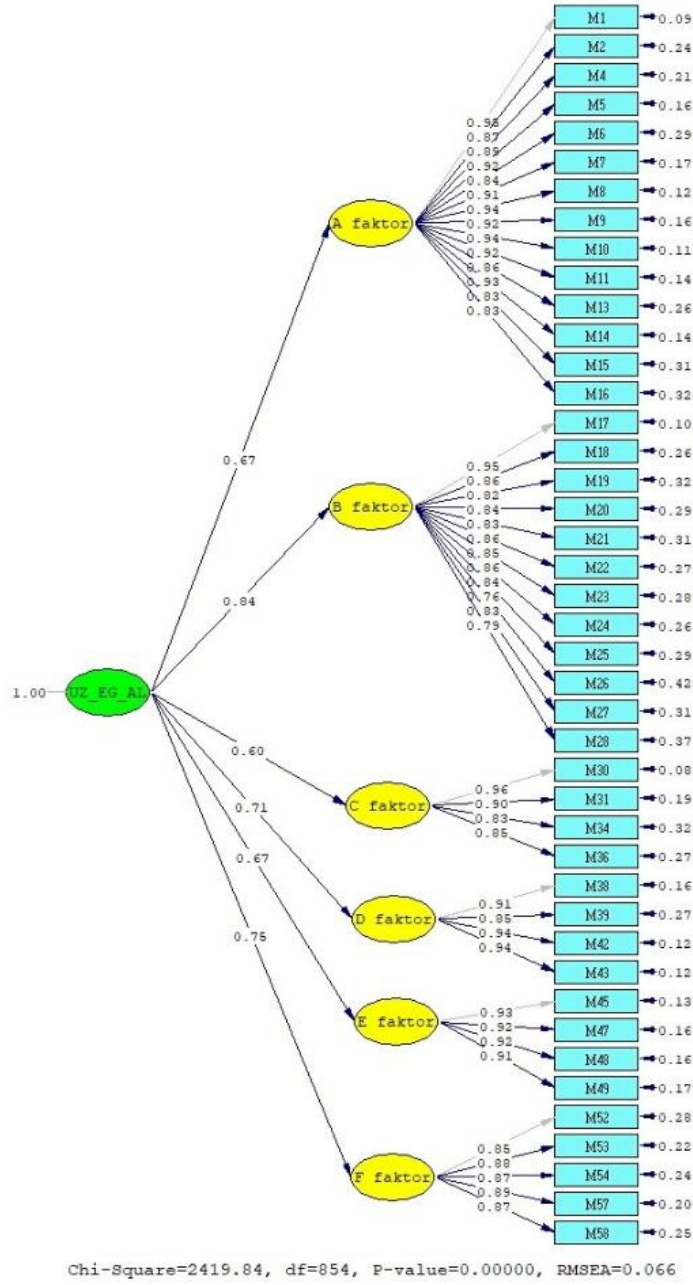 M1 0.09
M2 0.24
M4 0.21
M5 0.16
M6 0.29
M7 0.17
M8 0.12
M9 0.16
M10 0.11
M11 0.14
M13 0.26
M14 0.14
M15 0.31
M16 0.32
M17 0.10
M18 0.26
M19 0.32
M20 0.29
M21 0.31
M22 0.27
M23 0.28
M24 0.26
M25 0.29
M26 0.42
M27 0.31
M28 0.37
M30 0.08
M31 0.19
M34 0.32
M36 0.27
M38 0.16
M39 0.27
M42 0.12
M43 0.12
M45 0.13
M47 0.16
M48 0.16
M49 0.17
M52 0.28
M53 0.22
M54 0.24
M57 0.20
M58 0.25
0.95
0.87
0.89
0.92
0.84
0.91
0.94
0.92
0.94
0.92
0.86
0.93
0.83
0.83
A faktor
0.67
0.95
0.86
0.82
0.84
0.83
0.86
0.85
0.86
0.84
0.76
0.83
0.79
B faktor
0.84
1.00 UZ_EG_AL
0.60
0.96
0.90
0.83
0.85
C faktor
0.71
0.91
0.85
0.94
0.94
D faktor
0.67
0.93
0.92
0.92
0.91
E faktor
0.75
0.85
0.88
0.87
0.89
0.87
F faktor
Chi-Square=2419.84, df=854, P-value=0.00000, RMSEA=0.066